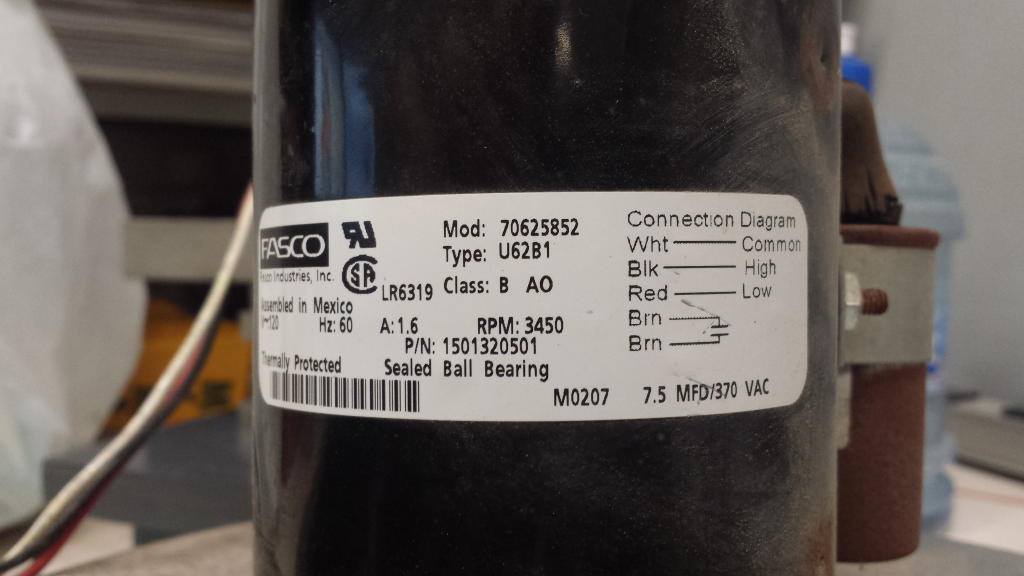 FASCO
Fasco Industries, Inc.
Assembled in Mexico
V~120 Hz: 60 A: 1.6 RPM: 3450
P/N: 1501320501
Thermally Protected Sealed Ball Bearing
LR6319
Mod: 70625852
Type: U62B1
Class: B AO
M0207 7.5 MFD/370 VAC
Connection Diagram
Wht Common
Blk High
Red Low
Brn
Brn